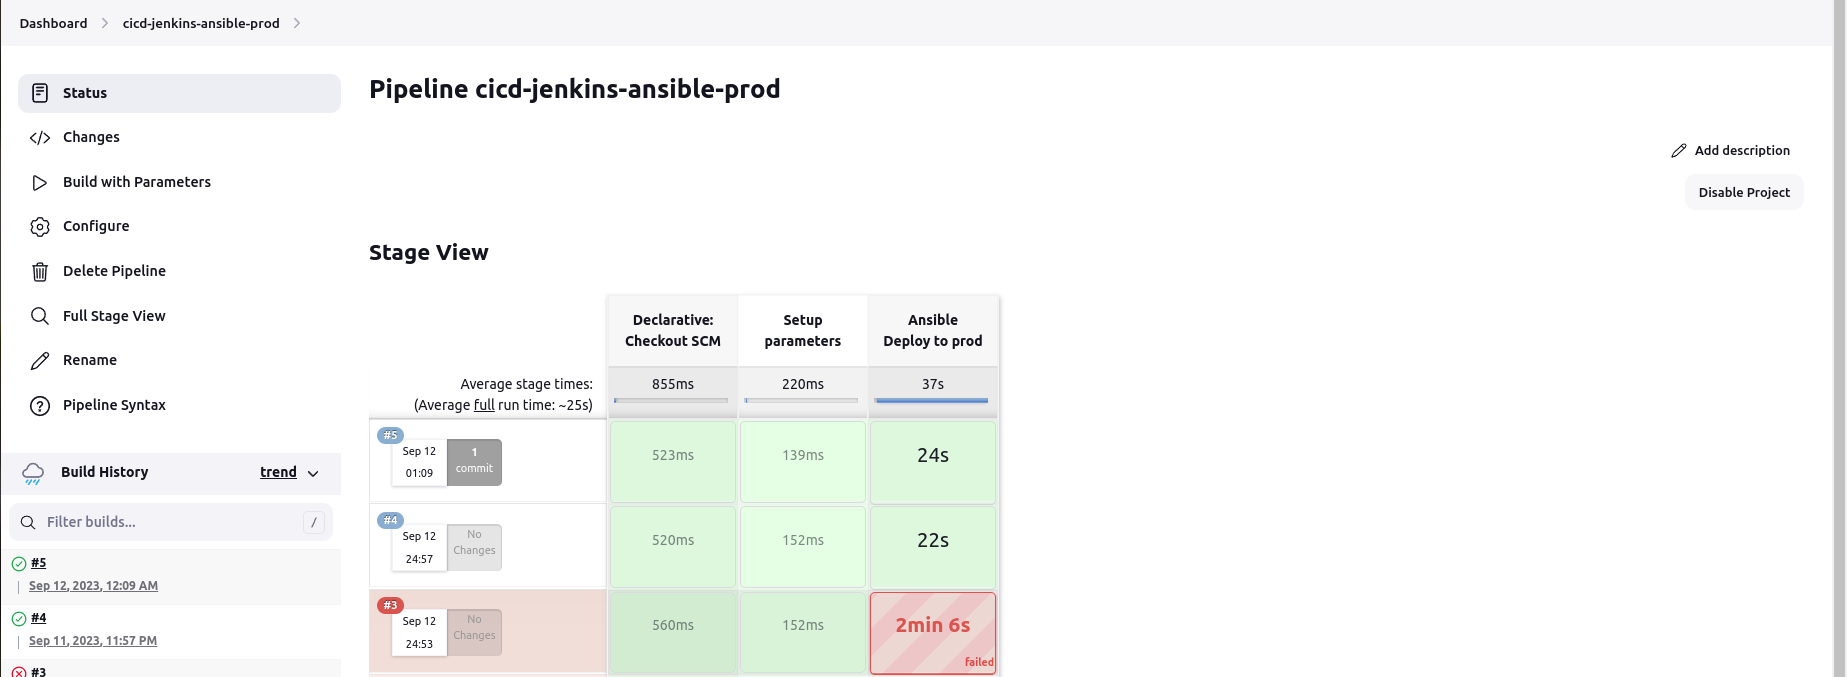 Dashboard > cicd-jenkins-ansible-prod >
Status
Changes
Build with Parameters
Configure
Delete Pipeline
Full Stage View
Rename
Pipeline Syntax
Build History trend
Filter builds... /
#5
Sep 12, 2023, 12:09 AM
#4
Sep 11, 2023, 11:57 PM
#3
Pipeline cicd-jenkins-ansible-prod
Add description
Disable Project
Stage View
Declarative:
Checkout SCM
Setup
parameters
Ansible
Deploy to prod
Average stage times:
(Average full run time: ~25s)
855ms
220ms
37s
#5
Sep 12
01:09
1
commit
523ms
139ms
24s
#4
Sep 12
24:57
No
Changes
520ms
152ms
22s
#3
Sep 12
24:53
No
Changes
560ms
152ms
2min 6s
failed